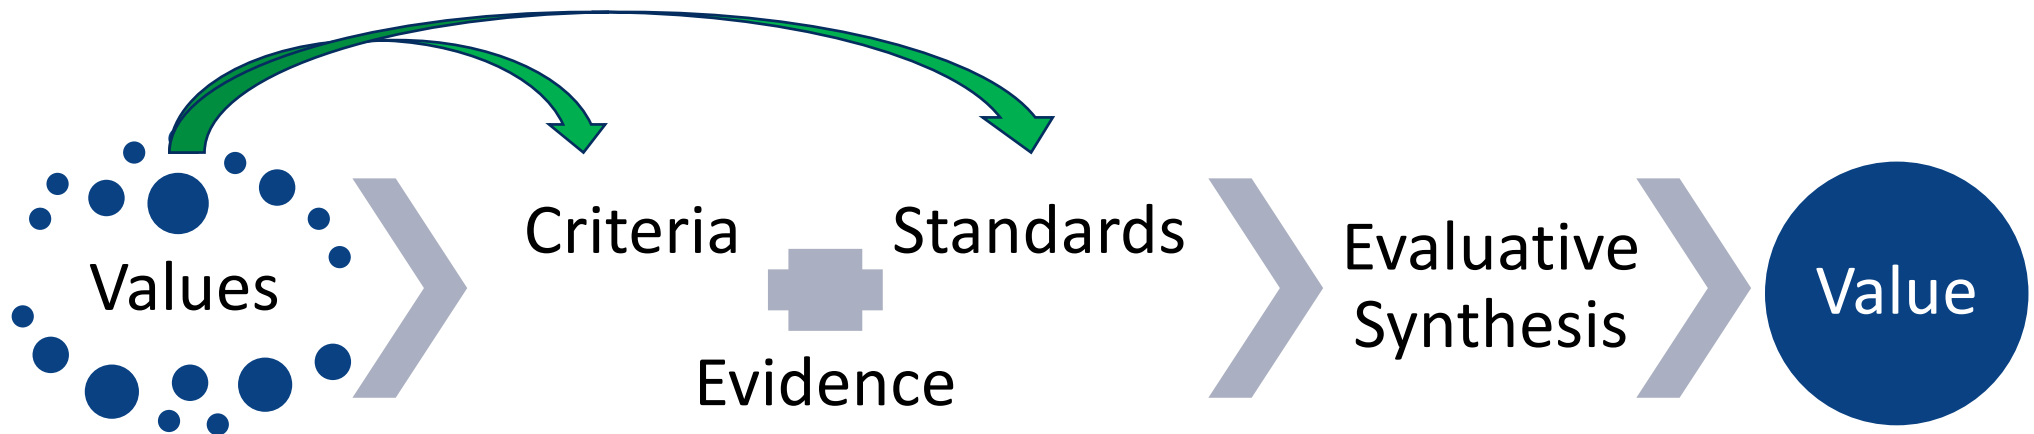 Values
Criteria
Standards
Evidence
Evaluative
Synthesis
Value